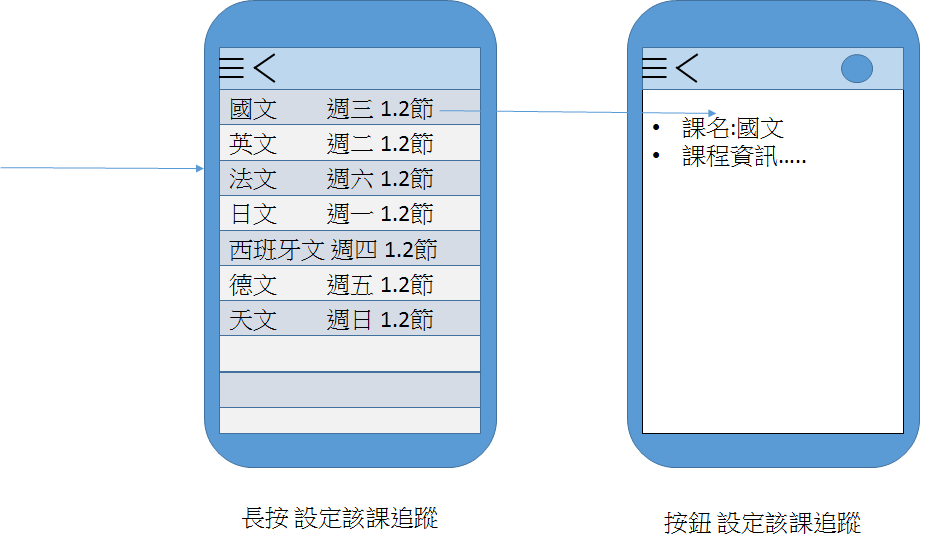 國文 週三 1.2節
英文 週二 1.2節
法文 週六 1.2節
日文 週一 1.2節
西班牙文 週四 1.2節
德文 週五 1.2節
天文 週日 1.2節
長按 設定該課追蹤
• 課名:國文
• 課程資訊.....
按鈕 設定該課追蹤